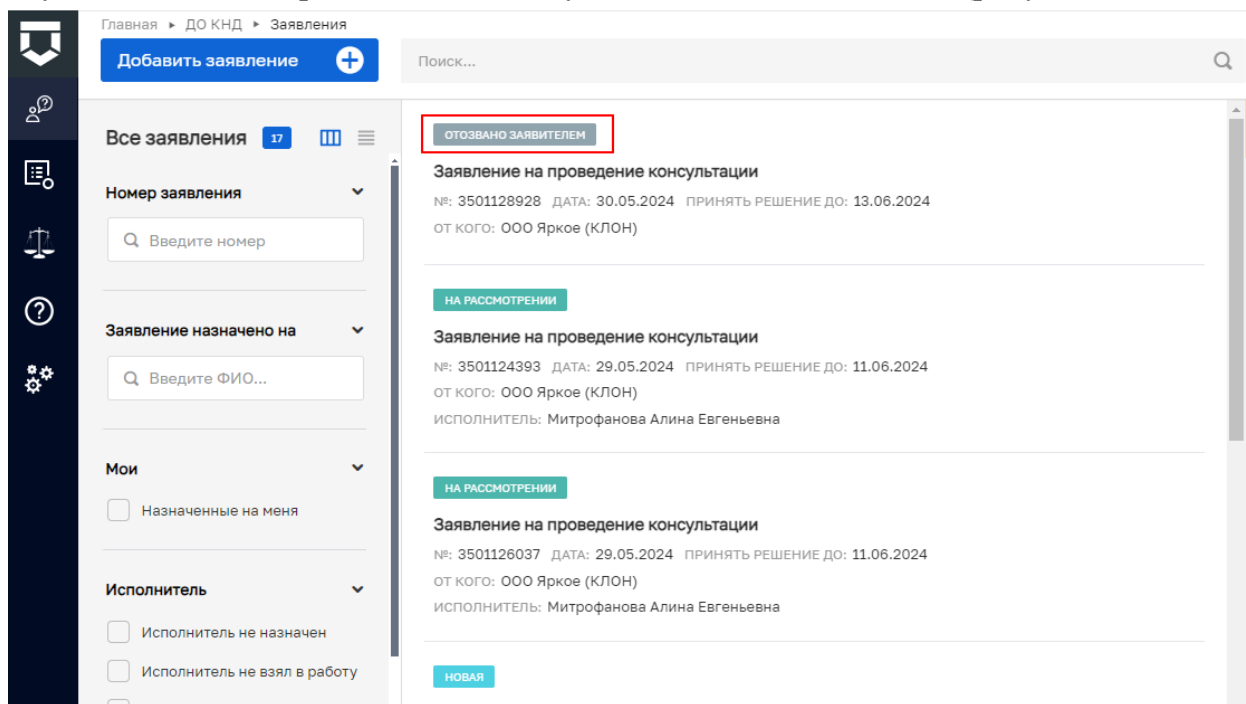 Главная ▸ ДО КНД ▸ Заявления
Добавить заявление
Поиск...
Все заявления 17
Номер заявления
Введите номер
Заявление назначено на
Введите ФИО...
Мои
Назначенные на меня
Исполнитель
Исполнитель не назначен
Исполнитель не взял в работу
ОТОЗВАНО ЗАЯВИТЕЛЕМ
Заявление на проведение консультации
№: 3501128928 ДАТА: 30.05.2024 ПРИНЯТЬ РЕШЕНИЕ ДО: 13.06.2024
ОТ КОГО: ООО Яркое (КЛОН)
НА РАССМОТРЕНИИ
Заявление на проведение консультации
№: 3501124393 ДАТА: 29.05.2024 ПРИНЯТЬ РЕШЕНИЕ ДО: 11.06.2024
ОТ КОГО: ООО Яркое (КЛОН)
ИСПОЛНИТЕЛЬ: Митрофанова Алина Евгеньевна
НА РАССМОТРЕНИИ
Заявление на проведение консультации
№: 3501126037 ДАТА: 29.05.2024 ПРИНЯТЬ РЕШЕНИЕ ДО: 11.06.2024
ОТ КОГО: ООО Яркое (КЛОН)
ИСПОЛНИТЕЛЬ: Митрофанова Алина Евгеньевна
НОВАЯ